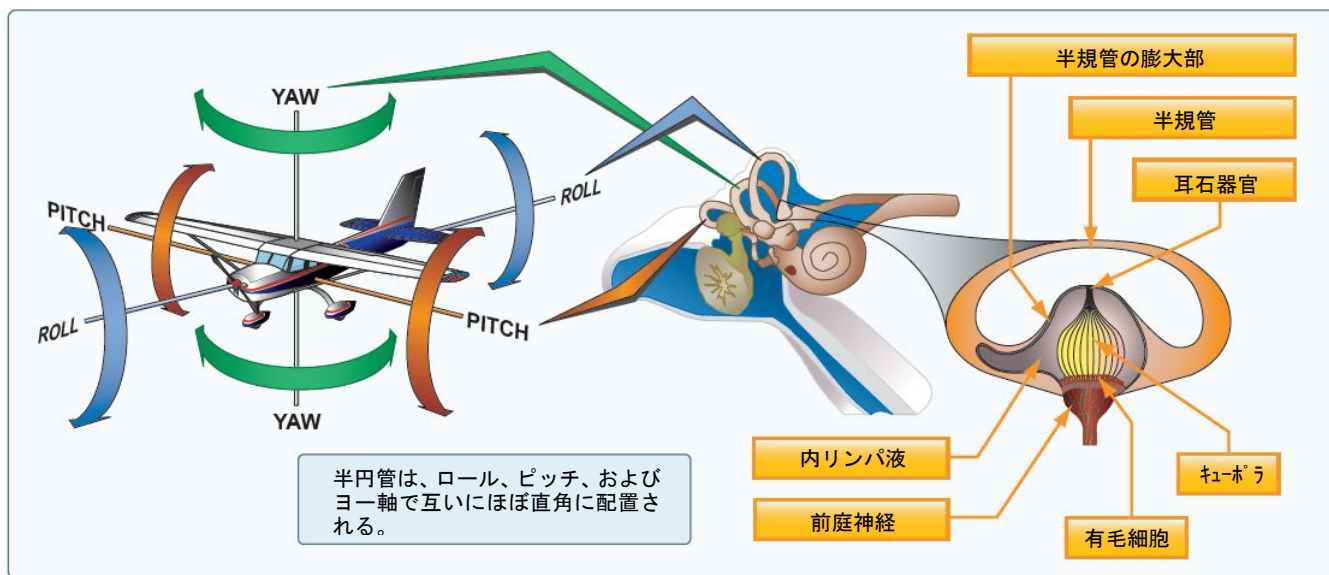 YAW
PITCH
ROLL
ROLL
PITCH
YAW
半円管は、ロール、ピッチ、および
ヨー軸で互いにほぼ直角に配置さ
れる。
半規管の膨大部
半規管
耳石器官
内リンパ液
前庭神経
有毛細胞
ｷｭｰﾎﾟﾗ